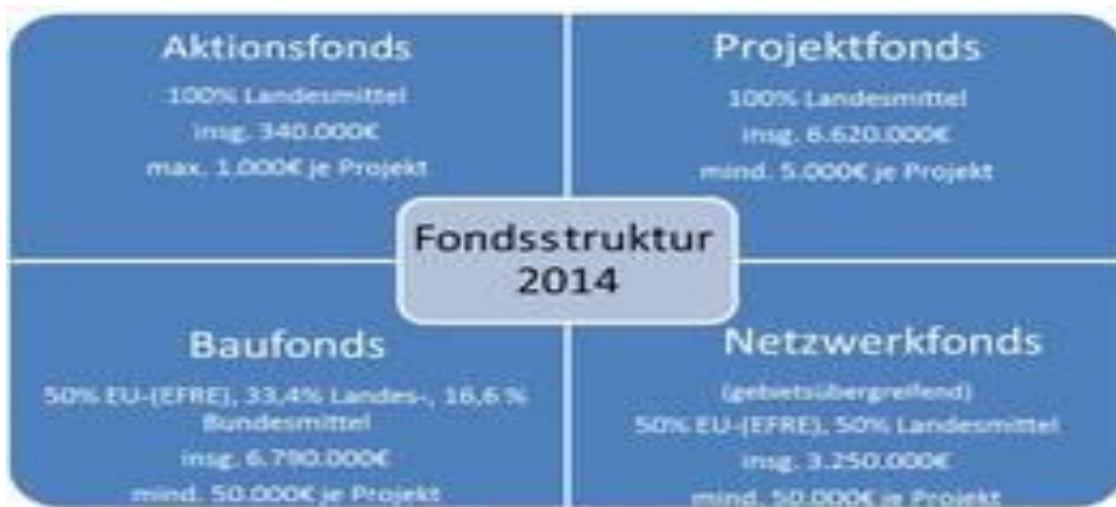 Aktionsfonds
100% Landesmittel
insg. 340.000€
max. 1.000€ je Projekt
Projektfonds
100% Landesmittel
insg. 6.620.000€
mind. 5.000€ je Projekt
Fondsstruktur
2014
Baufonds
50% EU-(EFRE), 33,4% Landes-, 16,6 %
Bundesmittel
insg. 6.790.000€
mind. 50.000€ je Projekt
Netzwerkfonds
(gebietsübergreifend)
50% EU-(EFRE), 50% Landesmittel
insg. 3.250.000€
mind. 50.000€ je Projekt